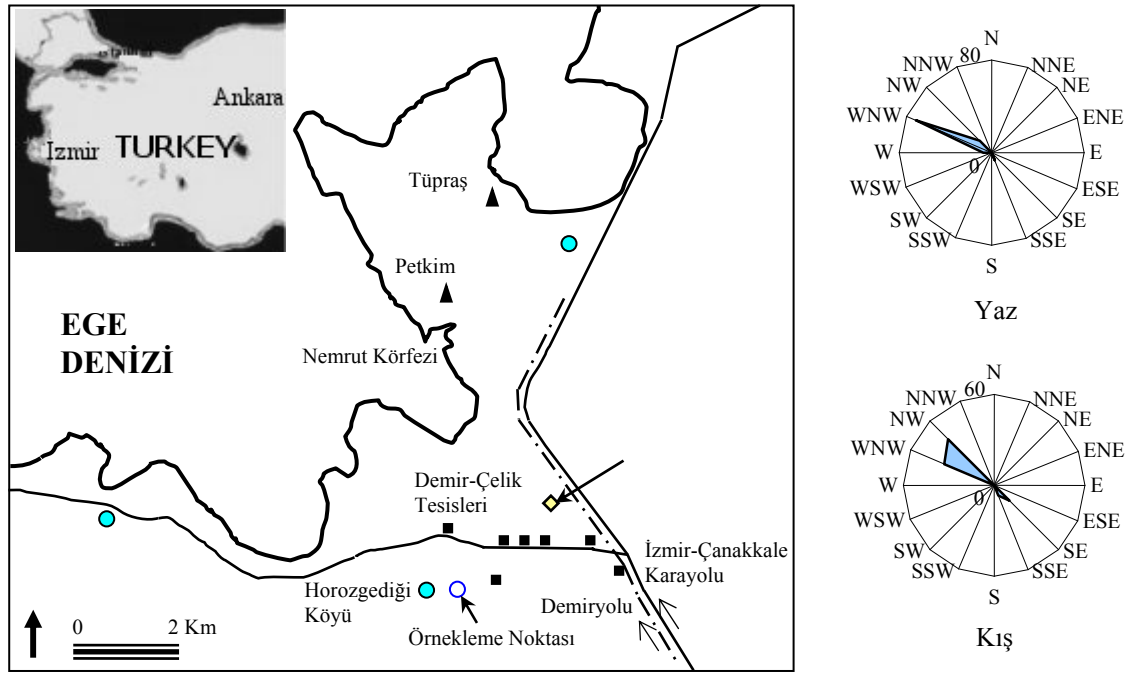 Istanbul
Ankara
Izmir TURKEY
Tüpraş
Petkim
EGE
DENİZİ
Nemrut Körfezi
Demir-Çelik
Tesisleri
İzmir-Çanakkale
Karayolu
Horozgediği
Köyü
Demiryolu
Örnekleme Noktası
0 2 Km
N
80
NNW NNE
NW NE
WNW ENE
W 0 E
WSW ESE
SW SE
SSW SSE
S
Yaz
N
60
NNW NNE
NW NE
WNW ENE
W 0 E
WSW ESE
SW SE
SSW SSE
S
Kış